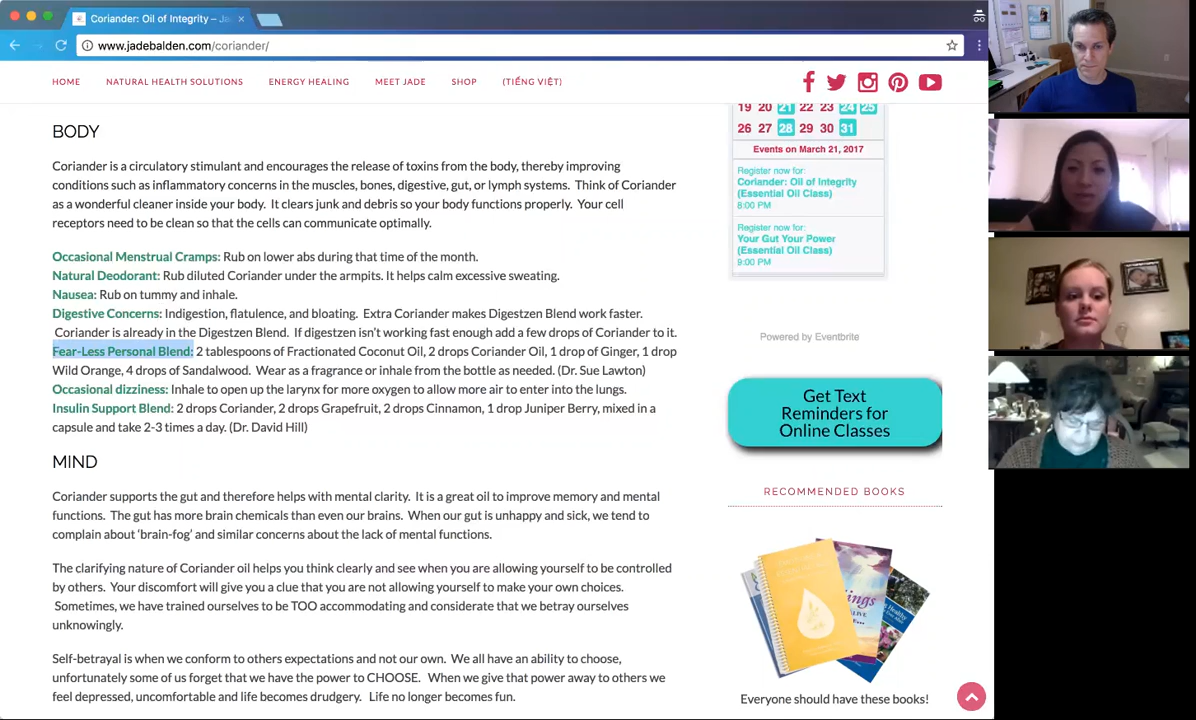 Coriander: Oil of Integrity – Ja
www.jadebalden.com/coriander/
HOME NATURAL HEALTH SOLUTIONS ENERGY HEALING MEET JADE SHOP (TIẾNG VIỆT)
BODY
Coriander is a circulatory stimulant and encourages the release of toxins from the body, thereby improving
conditions such as inflammatory concerns in the muscles, bones, digestive, gut, or lymph systems. Think of Coriander
as a wonderful cleaner inside your body. It clears junk and debris so your body functions properly. Your cell
receptors need to be clean so that the cells can communicate optimally.
Occasional Menstrual Cramps: Rub on lower abs during that time of the month.
Natural Deodorant: Rub diluted Coriander under the armpits. It helps calm excessive sweating.
Nausea: Rub on tummy and inhale.
Digestive Concerns: Indigestion, flatulence, and bloating. Extra Coriander makes Digestzen Blend work faster.
Coriander is already in the Digestzen Blend. If digestzen isn't working fast enough add a few drops of Coriander to it.
Fear-Less Personal Blend: 2 tablespoons of Fractionated Coconut Oil, 2 drops Coriander Oil, 1 drop of Ginger, 1 drop
Wild Orange, 4 drops of Sandalwood. Wear as a fragrance or inhale from the bottle as needed. (Dr. Sue Lawton)
Occasional dizziness: Inhale to open up the larynx for more oxygen to allow more air to enter into the lungs.
Insulin Support Blend: 2 drops Coriander, 2 drops Grapefruit, 2 drops Cinnamon, 1 drop Juniper Berry, mixed in a
capsule and take 2-3 times a day. (Dr. David Hill)
MIND
Coriander supports the gut and therefore helps with mental clarity. It is a great oil to improve memory and mental
functions. The gut has more brain chemicals than even our brains. When our gut is unhappy and sick, we tend to
complain about 'brain-fog' and similar concerns about the lack of mental functions.
The clarifying nature of Coriander oil helps you think clearly and see when you are allowing yourself to be controlled
by others. Your discomfort will give you a clue that you are not allowing yourself to make your own choices.
Sometimes, we have trained ourselves to be TOO accommodating and considerate that we betray ourselves
unknowingly.
Self-betrayal is when we conform to others expectations and not our own. We all have an ability to choose,
unfortunately some of us forget that we have the power to CHOOSE. When we give that power away to others we
feel depressed, uncomfortable and life becomes drudgery. Life no longer becomes fun.
19 20 21 22 23 24 25
26 27 28 29 30 31
Events on March 21, 2017
Register now for:
Coriander: Oil of Integrity
(Essential Oil Class)
8:00 PM
Register now for:
Your Gut Your Power
(Essential Oil Class)
9:00 PM
Powered by Eventbrite
Get Text
Reminders for
Online Classes
RECOMMENDED BOOKS
Everyone should have these books!